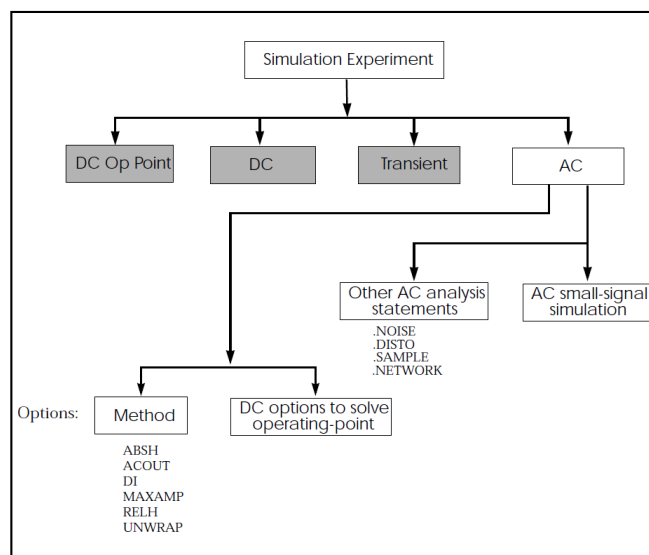 Simulation Experiment
DC Op Point
DC
Transient
AC
Other AC analysis
statements
AC small-signal
simulation
.NOISE
.DISTO
.SAMPLE
.NETWORK
Options:
Method
DC options to solve
operating-point
ABSH
ACOUT
DI
MAXAMP
RELH
UNWRAP